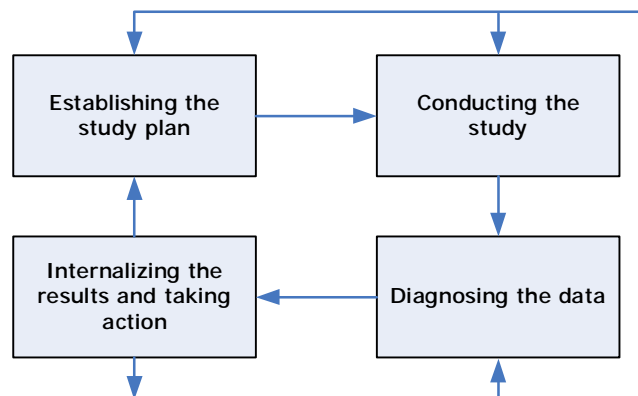 Establishing the
study plan
Conducting the
study
Internalizing the
results and taking
action
Diagnosing the data